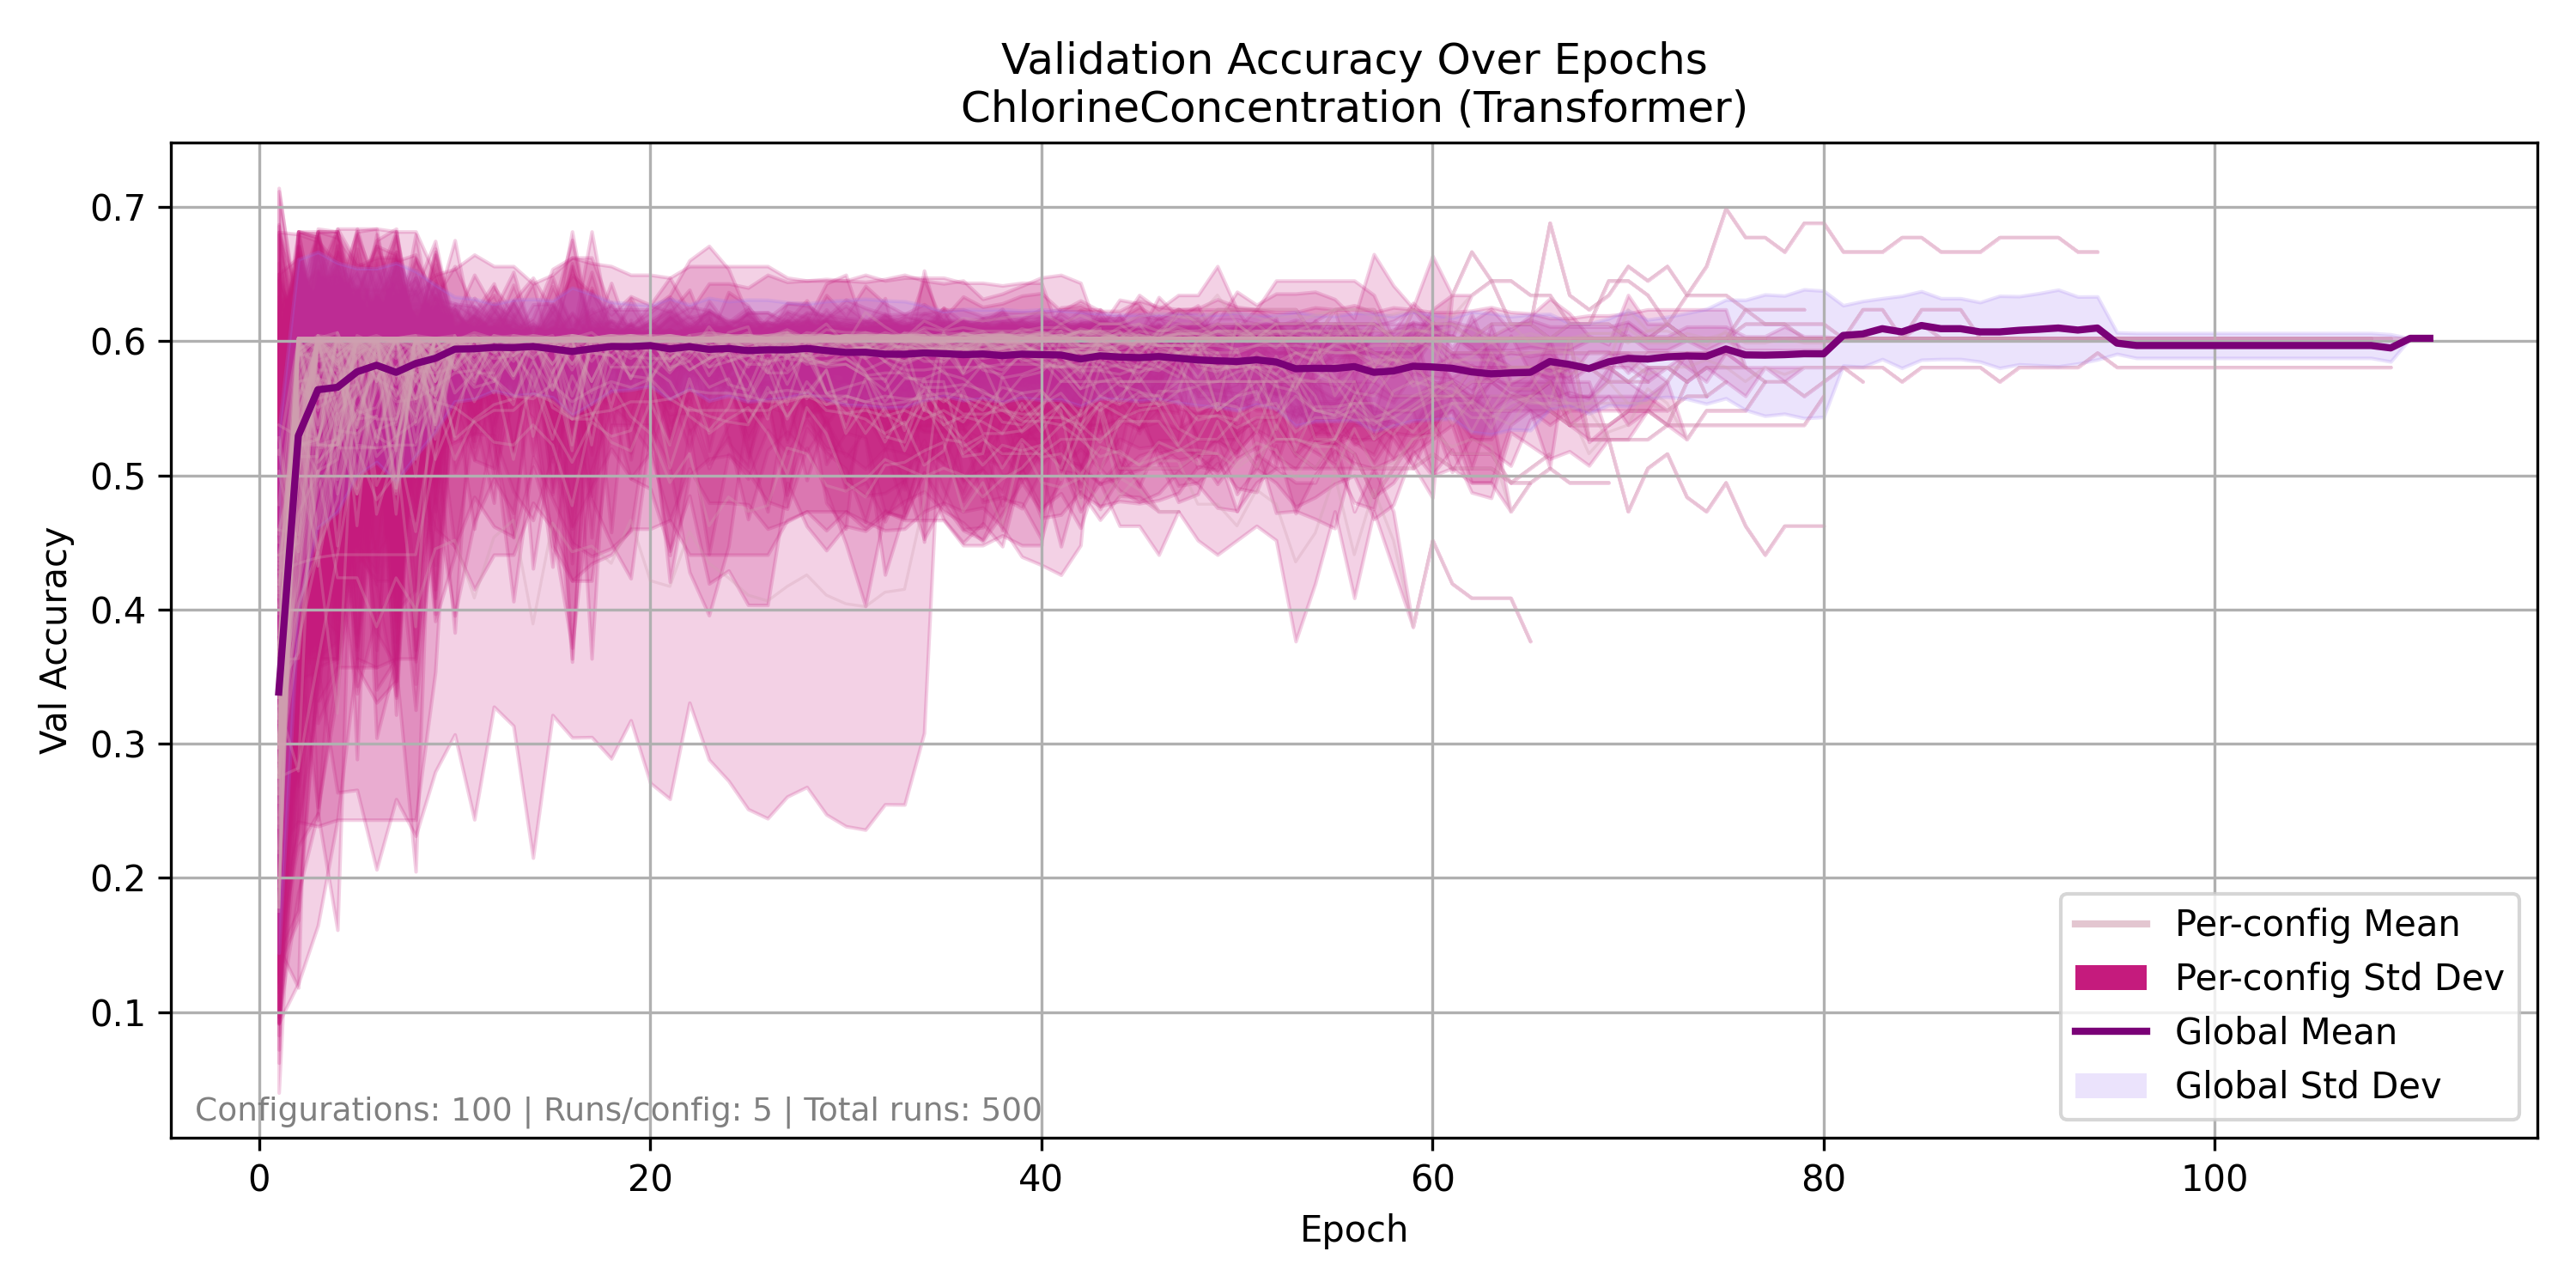 Validation Accuracy Over Epochs
ChlorineConcentration (Transformer)
Val Accuracy
0.7
0.6
0.5
0.4
0.3
0.2
0.1
Per-config Mean
Per-config Std Dev
Global Mean
Global Std Dev
Configurations: 100 | Runs/config: 5 | Total runs: 500
0 20 40 60 80 100
Epoch